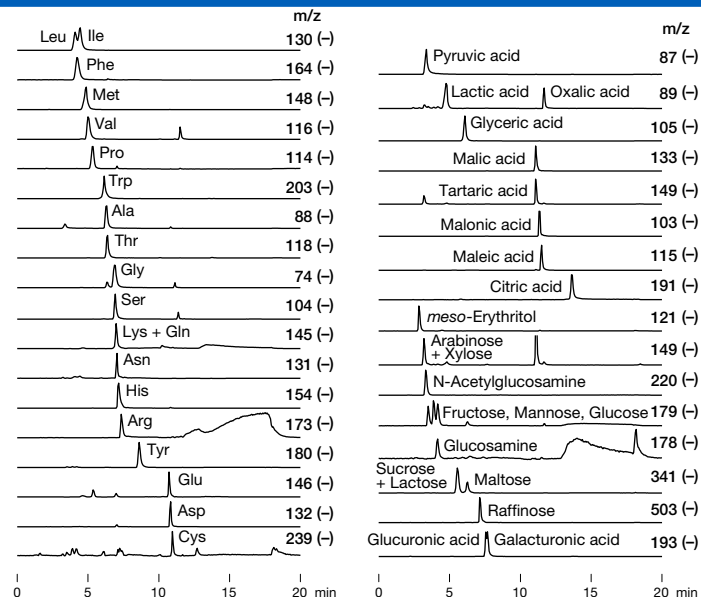 m/z
Leu Ile 130 (–)
Phe 164 (–)
Met 148 (–)
Val 116 (–)
Pro 114 (–)
Trp 203 (–)
Ala 88 (–)
Thr 118 (–)
Gly 74 (–)
Ser 104 (–)
Lys + Gln 145 (–)
Asn 131 (–)
His 154 (–)
Arg 173 (–)
Tyr 180 (–)
Glu 146 (–)
Asp 132 (–)
Cys 239 (–)
0 5 10 15 20 min
m/z
Pyruvic acid 87 (–)
Lactic acid Oxalic acid 89 (–)
Glyceric acid 105 (–)
Malic acid 133 (–)
Tartaric acid 149 (–)
Malonic acid 103 (–)
Maleic acid 115 (–)
Citric acid 191 (–)
meso-Erythritol 121 (–)
Arabinose
+ Xylose 149 (–)
N-Acetylglucosamine 220 (–)
Fructose, Mannose, Glucose 179 (–)
Glucosamine 178 (–)
Sucrose
+ Lactose Maltose 341 (–)
Raffinose 503 (–)
Glucuronic acid Galacturonic acid 193 (–)
0 5 10 15 20 min